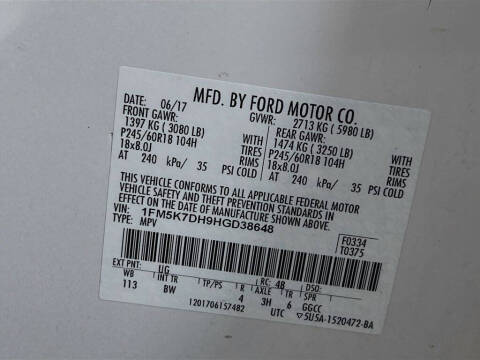 MFD. BY FORD MOTOR CO.
DATE: 06/17 GVWR: 2713 KG ( 5980 LB)
FRONT GAWR: REAR GAWR:
1397 KG ( 3080 LB) WITH 1474 KG ( 3250 LB) WITH
P245/60R18 104H TIRES P245/60R18 104H TIRES
18x8.0J RIMS 18x8.0J RIMS
AT 240 kPa/ 35 PSI COLD AT 240 kPa/ 35 PSI COLD
THIS VEHICLE CONFORMS TO ALL APPLICABLE FEDERAL MOTOR
VEHICLE SAFETY AND THEFT PREVENTION STANDARDS IN
EFFECT ON THE DATE OF MANUFACTURE SHOWN ABOVE.
VIN: 1FM5K7DH9HGD38648
TYPE: MPV
F0334
T0375
EXT PNT: UG RC: 48 DSO:
WB INT TR TP/PS R AXLE TR SPR
113 BW 4 3H 6 GGCC
1201706157482 UTC ▽5U5A-1520472-BA